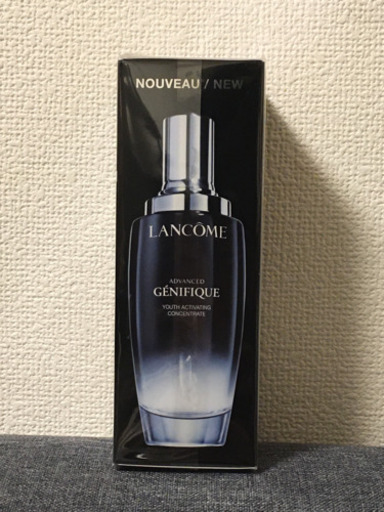 NOUVEAU / NEW
LANCÔME
ADVANCED
GÉNIFIQUE
YOUTH ACTIVATING
CONCENTRATE